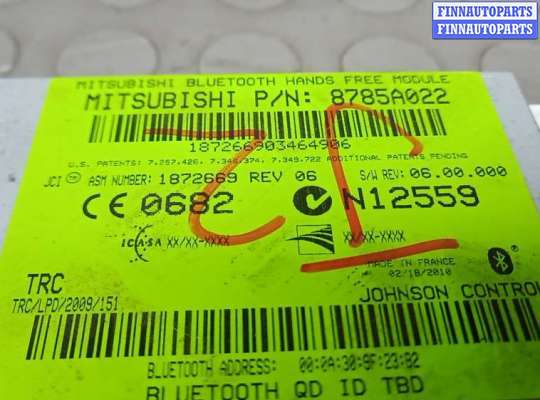 FINNAUTOPARTS
FINNAUTOPARTS
MITSUBISHI BLUETOOTH HANDS FREE MODULE
MITSUBISHI P/N: 8785A022
187266903464906
U.S. PATENTS: 7,257,426, 7,346,374, 7,349,722 ADDITIONAL PATENTS PENDING
JCI ASM NUMBER: 1872669 REV 06 S/W REV: 06.00.000
CE 0682 N12559
ICASA XX/XX-XXXX XX/XX-XXXX
MADE IN FRANCE
02/18/2010
TRC
TRC/LPD/2009/151
JOHNSON CONTRO
BLUETOOTH ADDRESS: 00:0A:30:9F:23:B2
BLUETOOTH QD ID TBD